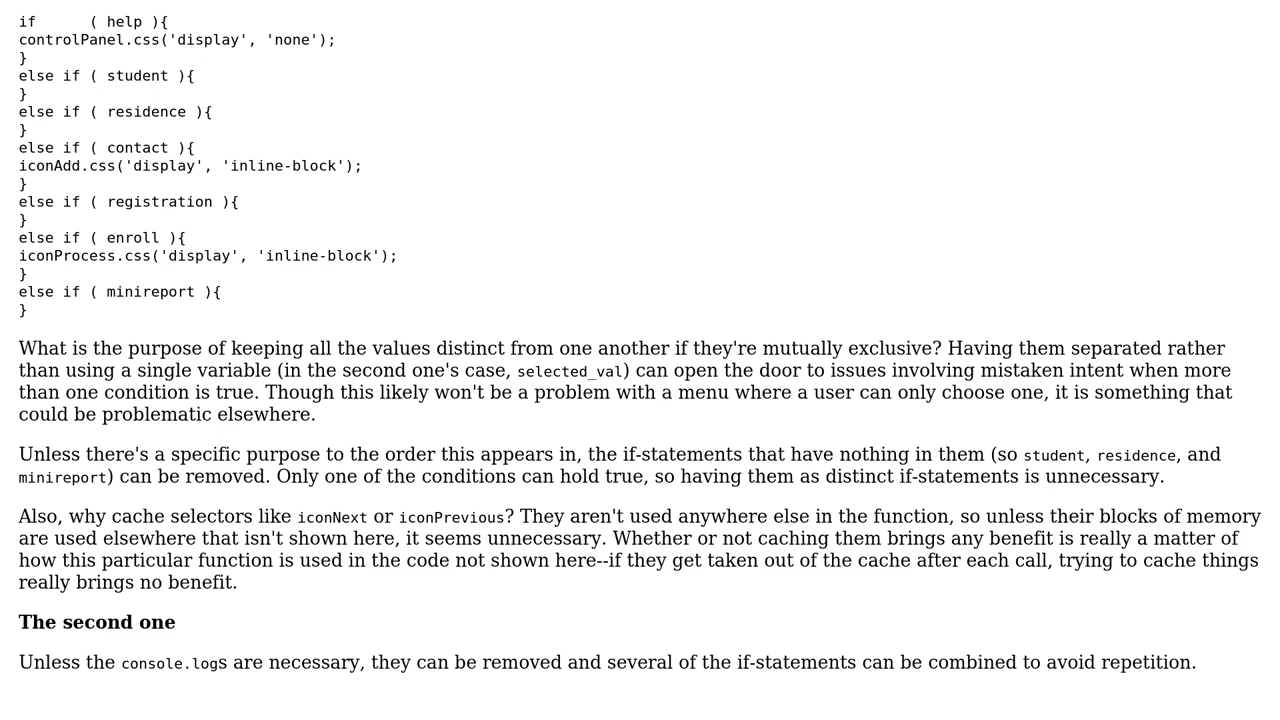 if      ( help ){
controlPanel.css('display', 'none');
}
else if ( student ){
}
else if ( residence ){
}
else if ( contact ){
iconAdd.css('display', 'inline-block');
}
else if ( registration ){
}
else if ( enroll ){
iconProcess.css('display', 'inline-block');
}
else if ( minireport ){
}
What is the purpose of keeping all the values distinct from one another if they're mutually exclusive? Having them separated rather
than using a single variable (in the second one's case, selected_val) can open the door to issues involving mistaken intent when more
than one condition is true. Though this likely won't be a problem with a menu where a user can only choose one, it is something that
could be problematic elsewhere.
Unless there's a specific purpose to the order this appears in, the if-statements that have nothing in them (so student, residence, and
minireport) can be removed. Only one of the conditions can hold true, so having them as distinct if-statements is unnecessary.
Also, why cache selectors like iconNext or iconPrevious? They aren't used anywhere else in the function, so unless their blocks of memory
are used elsewhere that isn't shown here, it seems unnecessary. Whether or not caching them brings any benefit is really a matter of
how this particular function is used in the code not shown here--if they get taken out of the cache after each call, trying to cache things
really brings no benefit.
The second one
Unless the console.logs are necessary, they can be removed and several of the if-statements can be combined to avoid repetition.